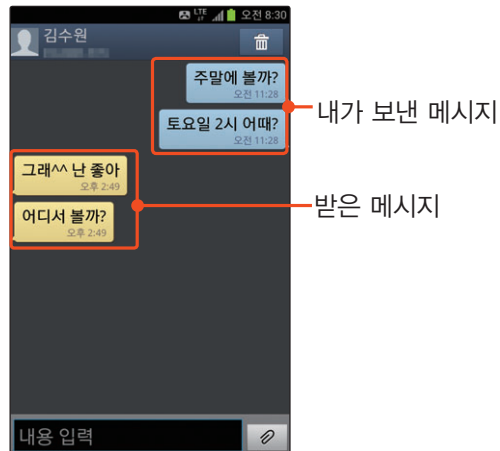 LTE 오전 8:30
김수원
주말에 볼까?
오전 11:28
토요일 2시 어때?
오전 11:28
내가 보낸 메시지
그래^^ 난 좋아
오후 2:49
어디서 볼까?
오후 2:49
받은 메시지
내용 입력